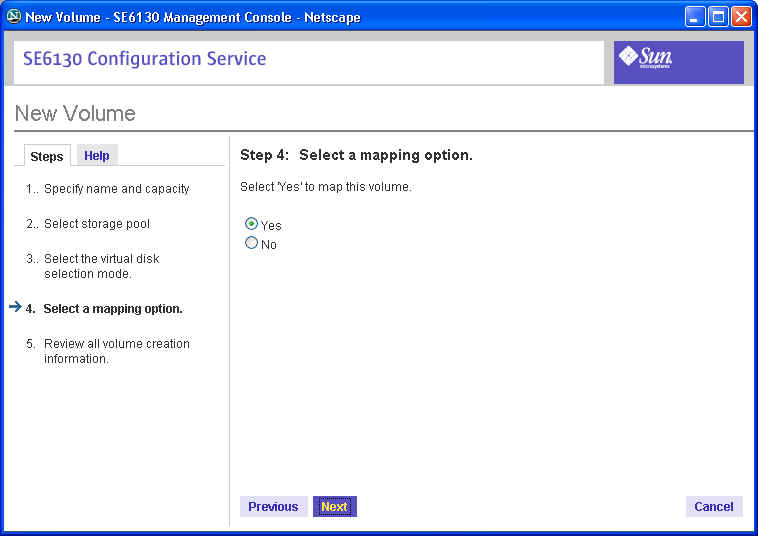 New Volume - SE6130 Management Console - Netscape
SE6130 Configuration Service
Sun
microsystems
New Volume
Steps
Help
1.. Specify name and capacity
2.. Select storage pool
3.. Select the virtual disk
selection mode.
4. Select a mapping option.
5. Review all volume creation
information.
Step 4: Select a mapping option.
Select 'Yes' to map this volume.
Yes
No
Previous
Next
Cancel